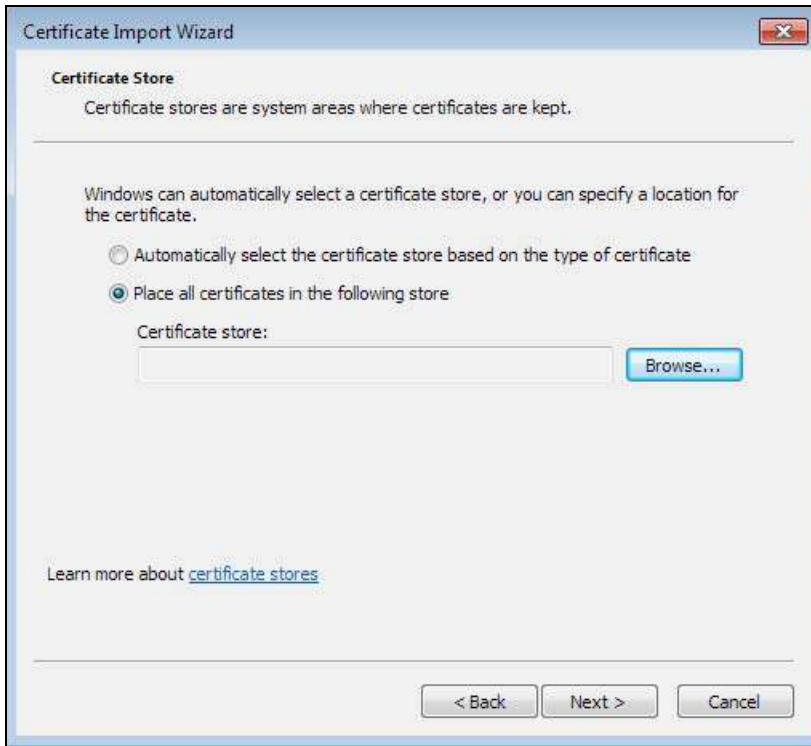 Certificate Import Wizard
Certificate Store
Certificate stores are system areas where certificates are kept.
Windows can automatically select a certificate store, or you can specify a location for
the certificate.
Automatically select the certificate store based on the type of certificate
Place all certificates in the following store
Certificate store:
Browse...
Learn more about certificate stores
< Back Next > Cancel